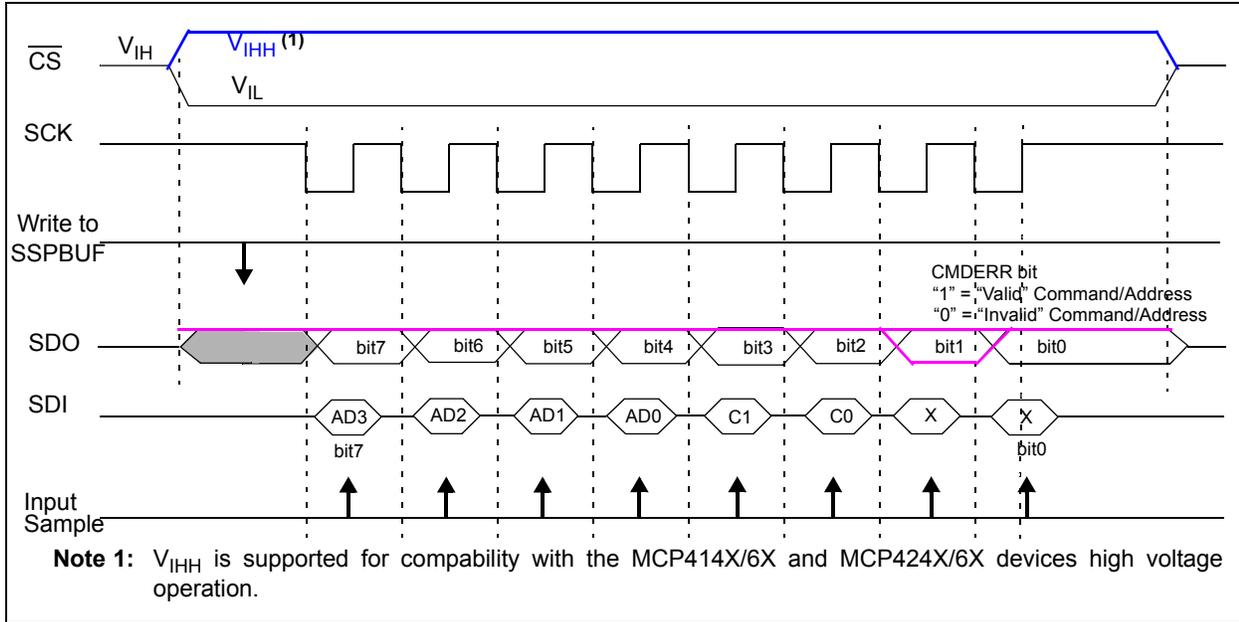 CS
VIH
VIHH (1)
VIL
SCK
Write to
SSPBUF
CMDERR bit
“1” = “Valid” Command/Address
“0” = “Invalid” Command/Address
SDO
bit7 bit6 bit5 bit4 bit3 bit2 bit1 bit0
SDI
AD3 AD2 AD1 AD0 C1 C0 X X
bit7 bit0
Input
Sample
Note 1: VIHH is supported for compability with the MCP414X/6X and MCP424X/6X devices high voltage
operation.